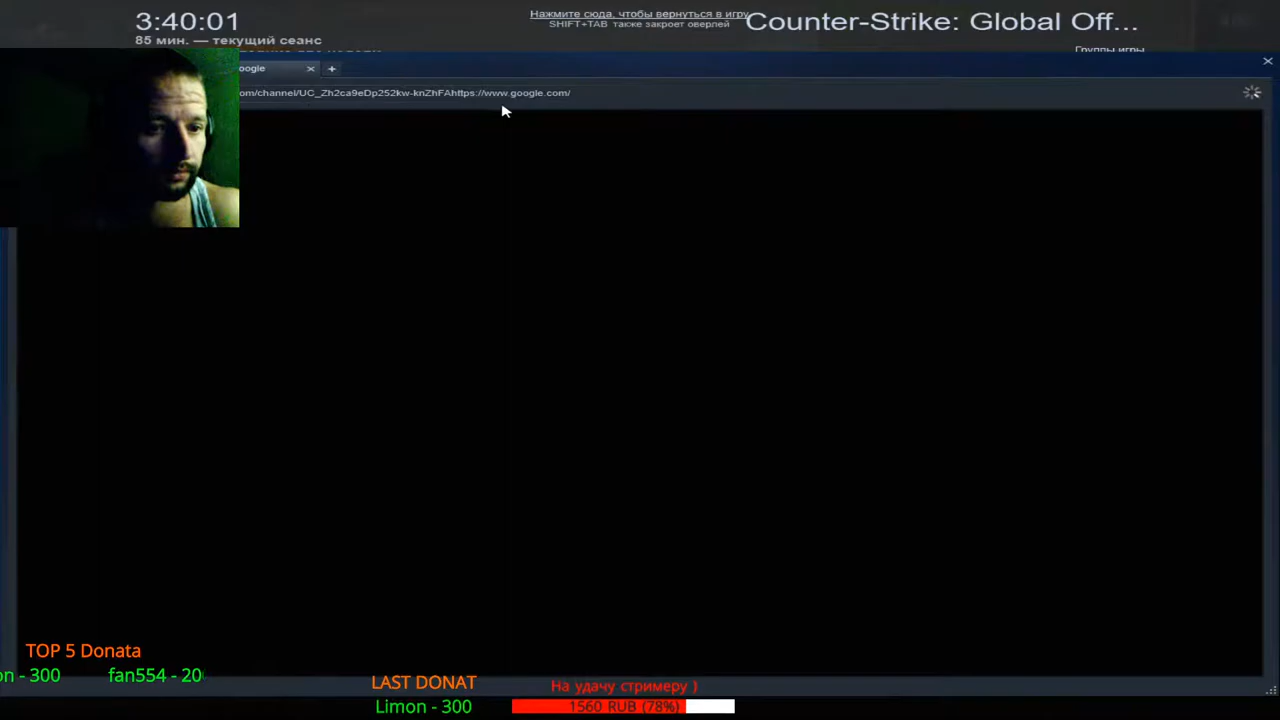 3:40:01
85 мин. — текущий сеанс
Нажмите сюда, чтобы вернуться в игру
SHIFT+TAB также закроет оверлей
Counter-Strike: Global Off...
Группы игры
oogle
om/channel/UC_Zh2ca9eDp252kw-knZhFAhttps://www.google.com/
TOP 5 Donata
on - 300 fan554 - 20
LAST DONAT
Limon - 300
На удачу стримеру )
1560 RUB (78%)